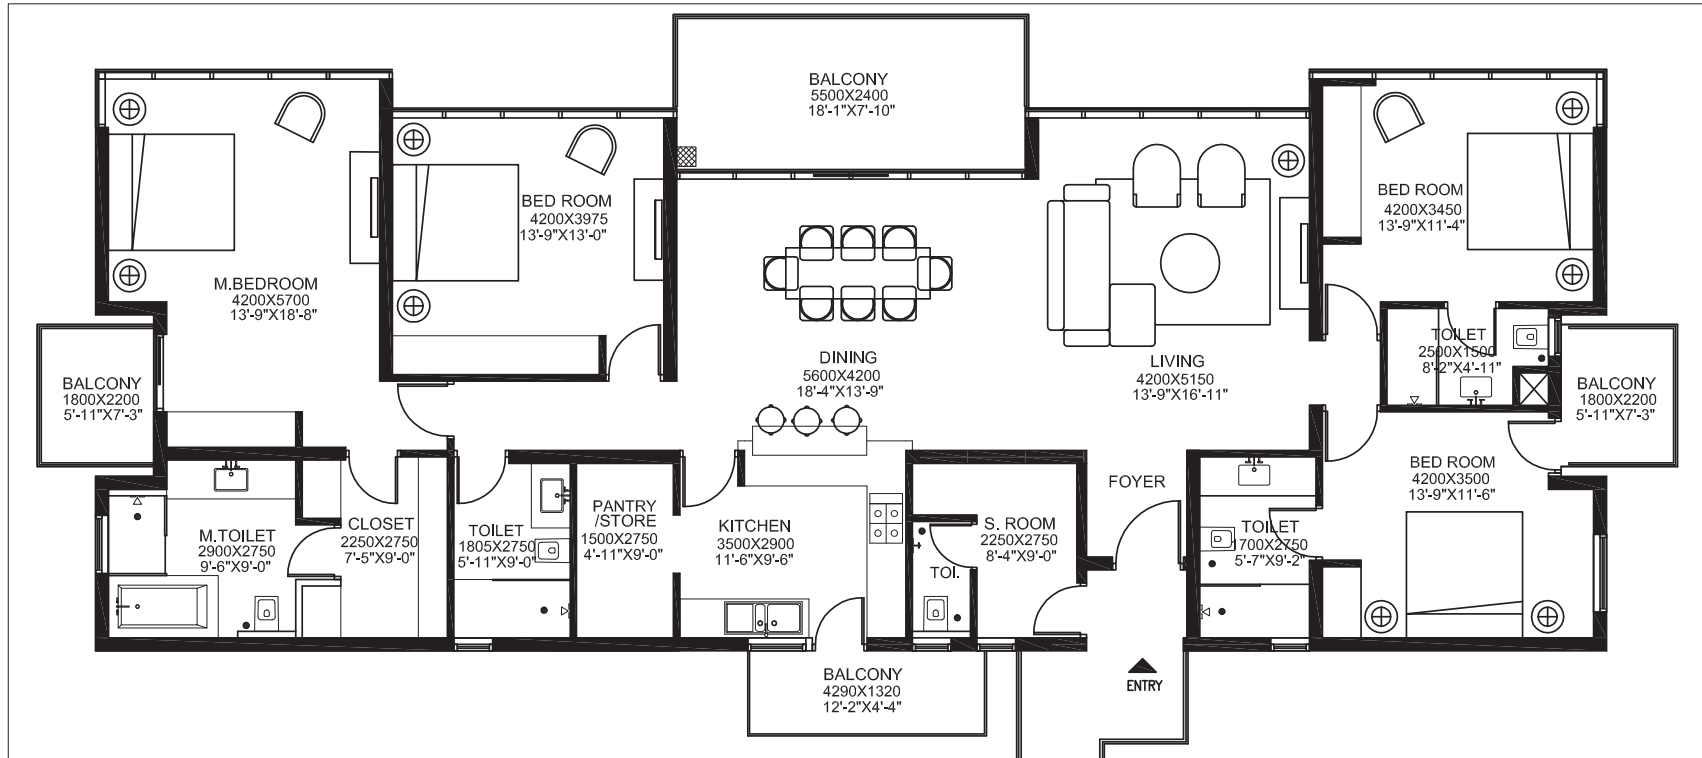 BALCONY
5500X2400
18'-1"X7'-10"
BED ROOM
4200X3975
13'-9"X13'-0"
BED ROOM
4200X3450
13'-9"X11'-4"
M.BEDROOM
4200X5700
13'-9"X18'-8"
DINING
5600X4200
18'-4"X13'-9"
LIVING
4200X5150
13'-9"X16'-11"
TOILET
2500X1500
8'-2"X4'-11"
BALCONY
1800X2200
5'-11"X7'-3"
BALCONY
1800X2200
5'-11"X7'-3"
BED ROOM
4200X3500
13'-9"X11'-6"
FOYER
M.TOILET
2900X2750
9'-6"X9'-0"
CLOSET
2250X2750
7'-5"X9'-0"
TOILET
1805X2750
5'-11"X9'-0"
PANTRY
/STORE
1500X2750
4'-11"X9'-0"
KITCHEN
3500X2900
11'-6"X9'-6"
S. ROOM
2250X2750
8'-4"X9'-0"
TOI.
TOILET
1700X2750
5'-7"X9'-2"
BALCONY
4290X1320
12'-2"X4'-4"
ENTRY